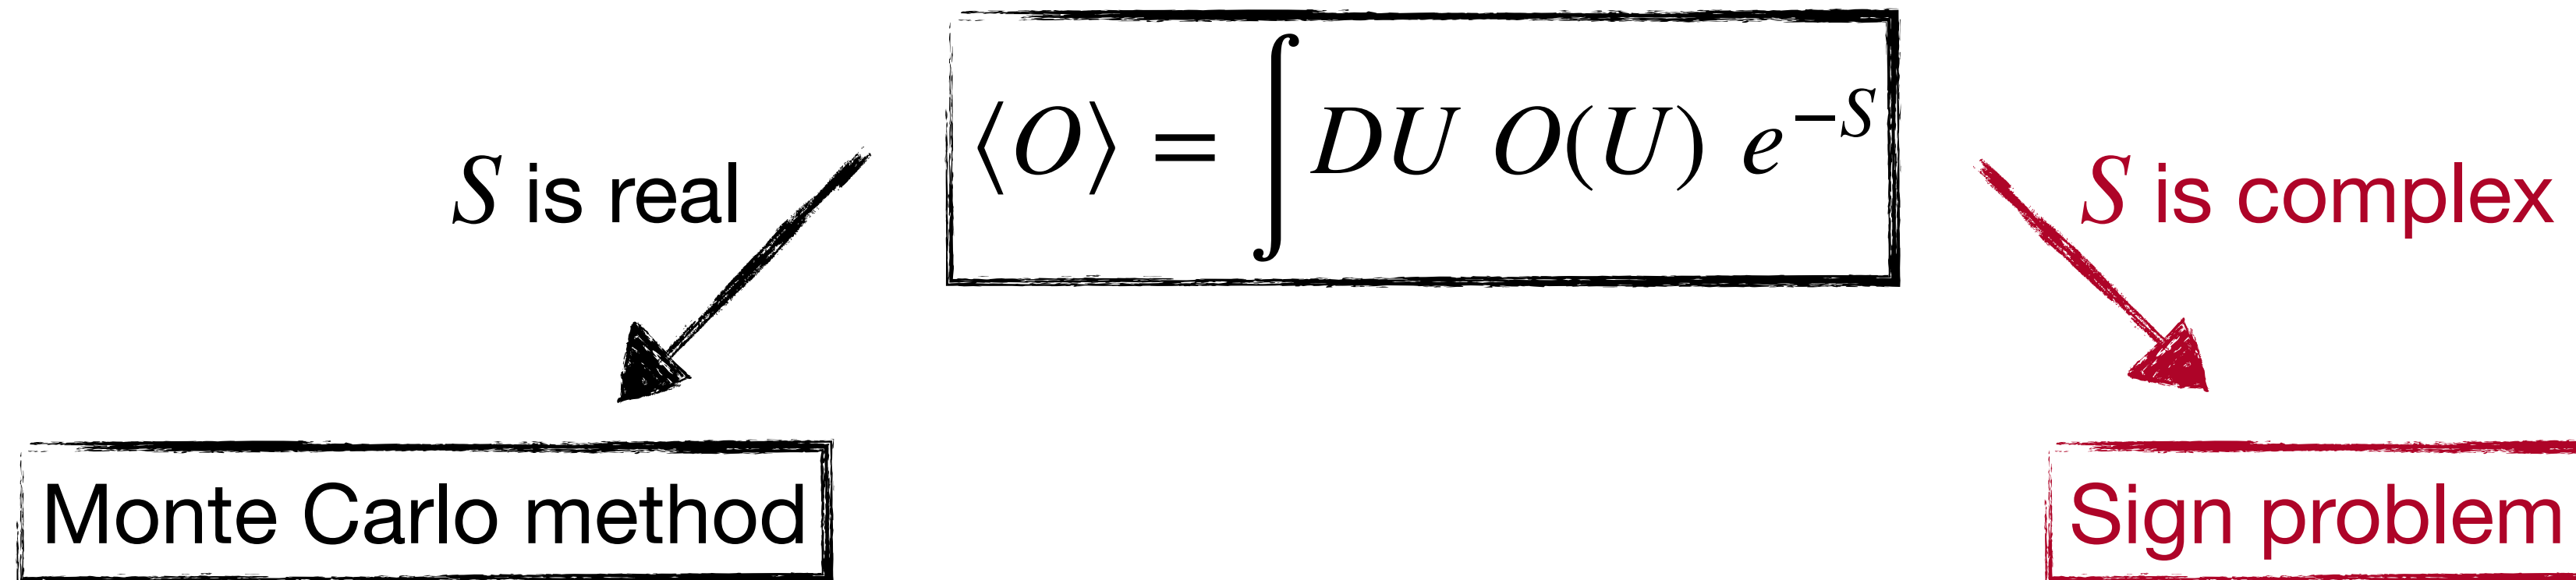 ⟨O⟩ = ∫ DU O(U) e^{−S}
S is real
S is complex
Monte Carlo method
Sign problem